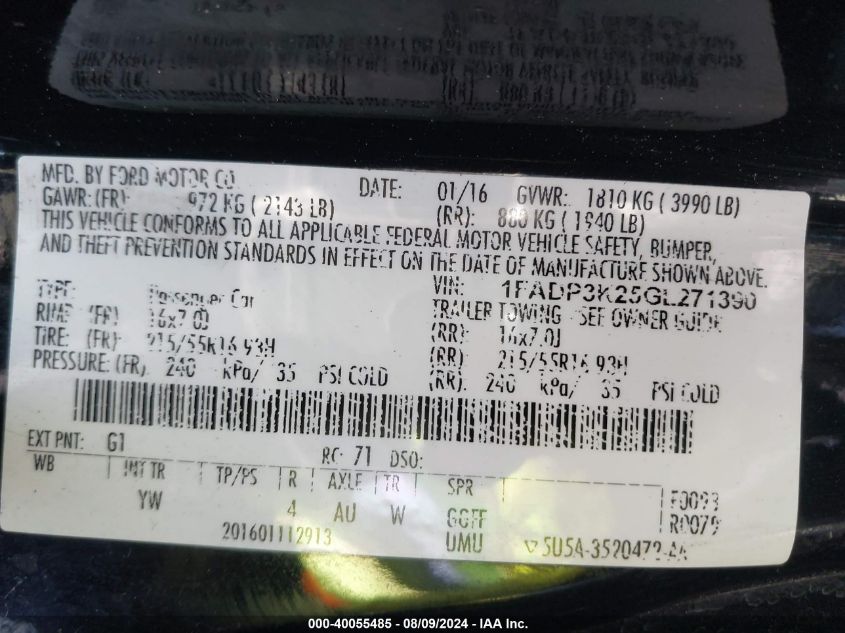 MFD. BY FORD MOTOR CO.
DATE: 01/16 GVWR: 1810 KG ( 3990 LB)
GAWR: (FR): 972 KG ( 2143 LB) (RR): 880 KG ( 1940 LB)
THIS VEHICLE CONFORMS TO ALL APPLICABLE FEDERAL MOTOR VEHICLE SAFETY, BUMPER,
AND THEFT PREVENTION STANDARDS IN EFFECT ON THE DATE OF MANUFACTURE SHOWN ABOVE.
VIN: 1FADP3K25GL271390
TYPE: Passenger Car TRAILER TOWING - SEE OWNER GUIDE
RIME (FR) 16x7.0J (RR): 16x7.0J
TIRE: (FR): 215/55R16 93H (RR): 215/55R16 93H
PRESSURE: (FR): 240 kPa/ 35 PSI COLD (RR): 240 kPa/ 35 PSI COLD
EXT PNT: G1 RC: 71 DSO:
WB INT TR TP/PS R AXLE TR SPR F0093
YW 4 AU W GGFF R0079
201601112913 UMU 5U5A-3520472-AA
000-40055485 - 08/09/2024 - IAA Inc.